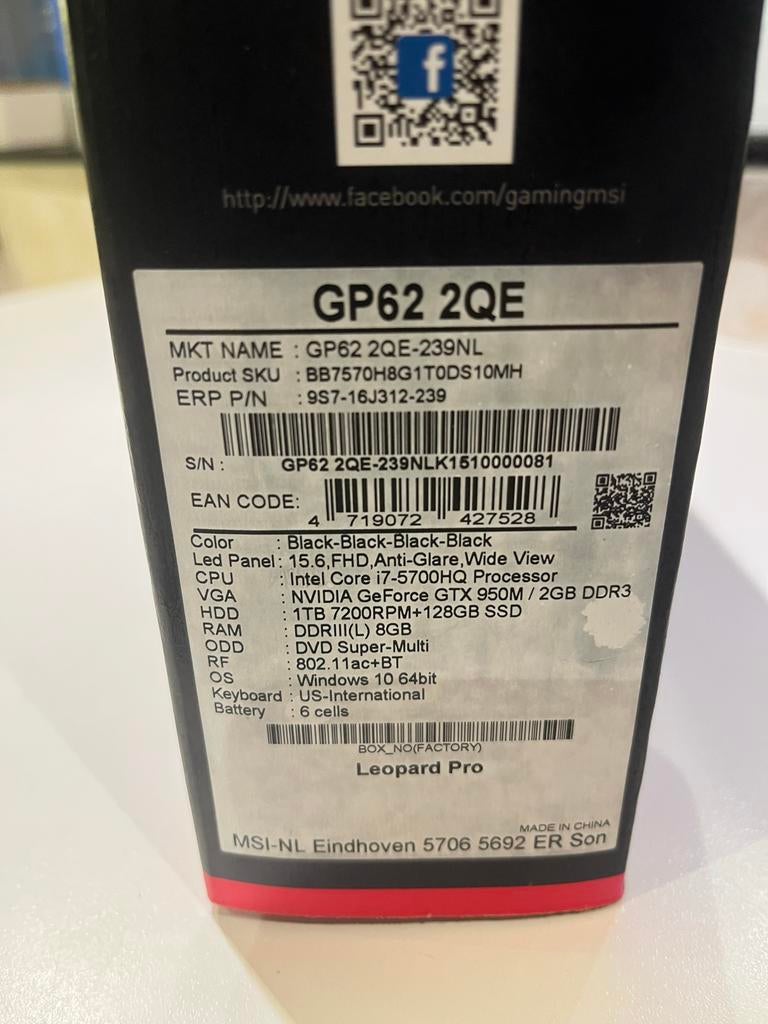 f
http://www.facebook.com/gamingmsi
GP62 2QE
MKT NAME : GP62 2QE-239NL
Product SKU : BB7570H8G1T0DS10MH
ERP P/N : 9S7-16J312-239
S/N : GP62 2QE-239NLK1510000081
EAN CODE: 4 719072 427528
Color : Black-Black-Black-Black
Led Panel : 15.6,FHD,Anti-Glare,Wide View
CPU : Intel Core i7-5700HQ Processor
VGA : NVIDIA GeForce GTX 950M / 2GB DDR3
HDD : 1TB 7200RPM+128GB SSD
RAM : DDRIII(L) 8GB
ODD : DVD Super-Multi
RF : 802.11ac+BT
OS : Windows 10 64bit
Keyboard : US-International
Battery : 6 cells
BOX_NO(FACTORY)
Leopard Pro
MADE IN CHINA
MSI-NL Eindhoven 5706 5692 ER Son